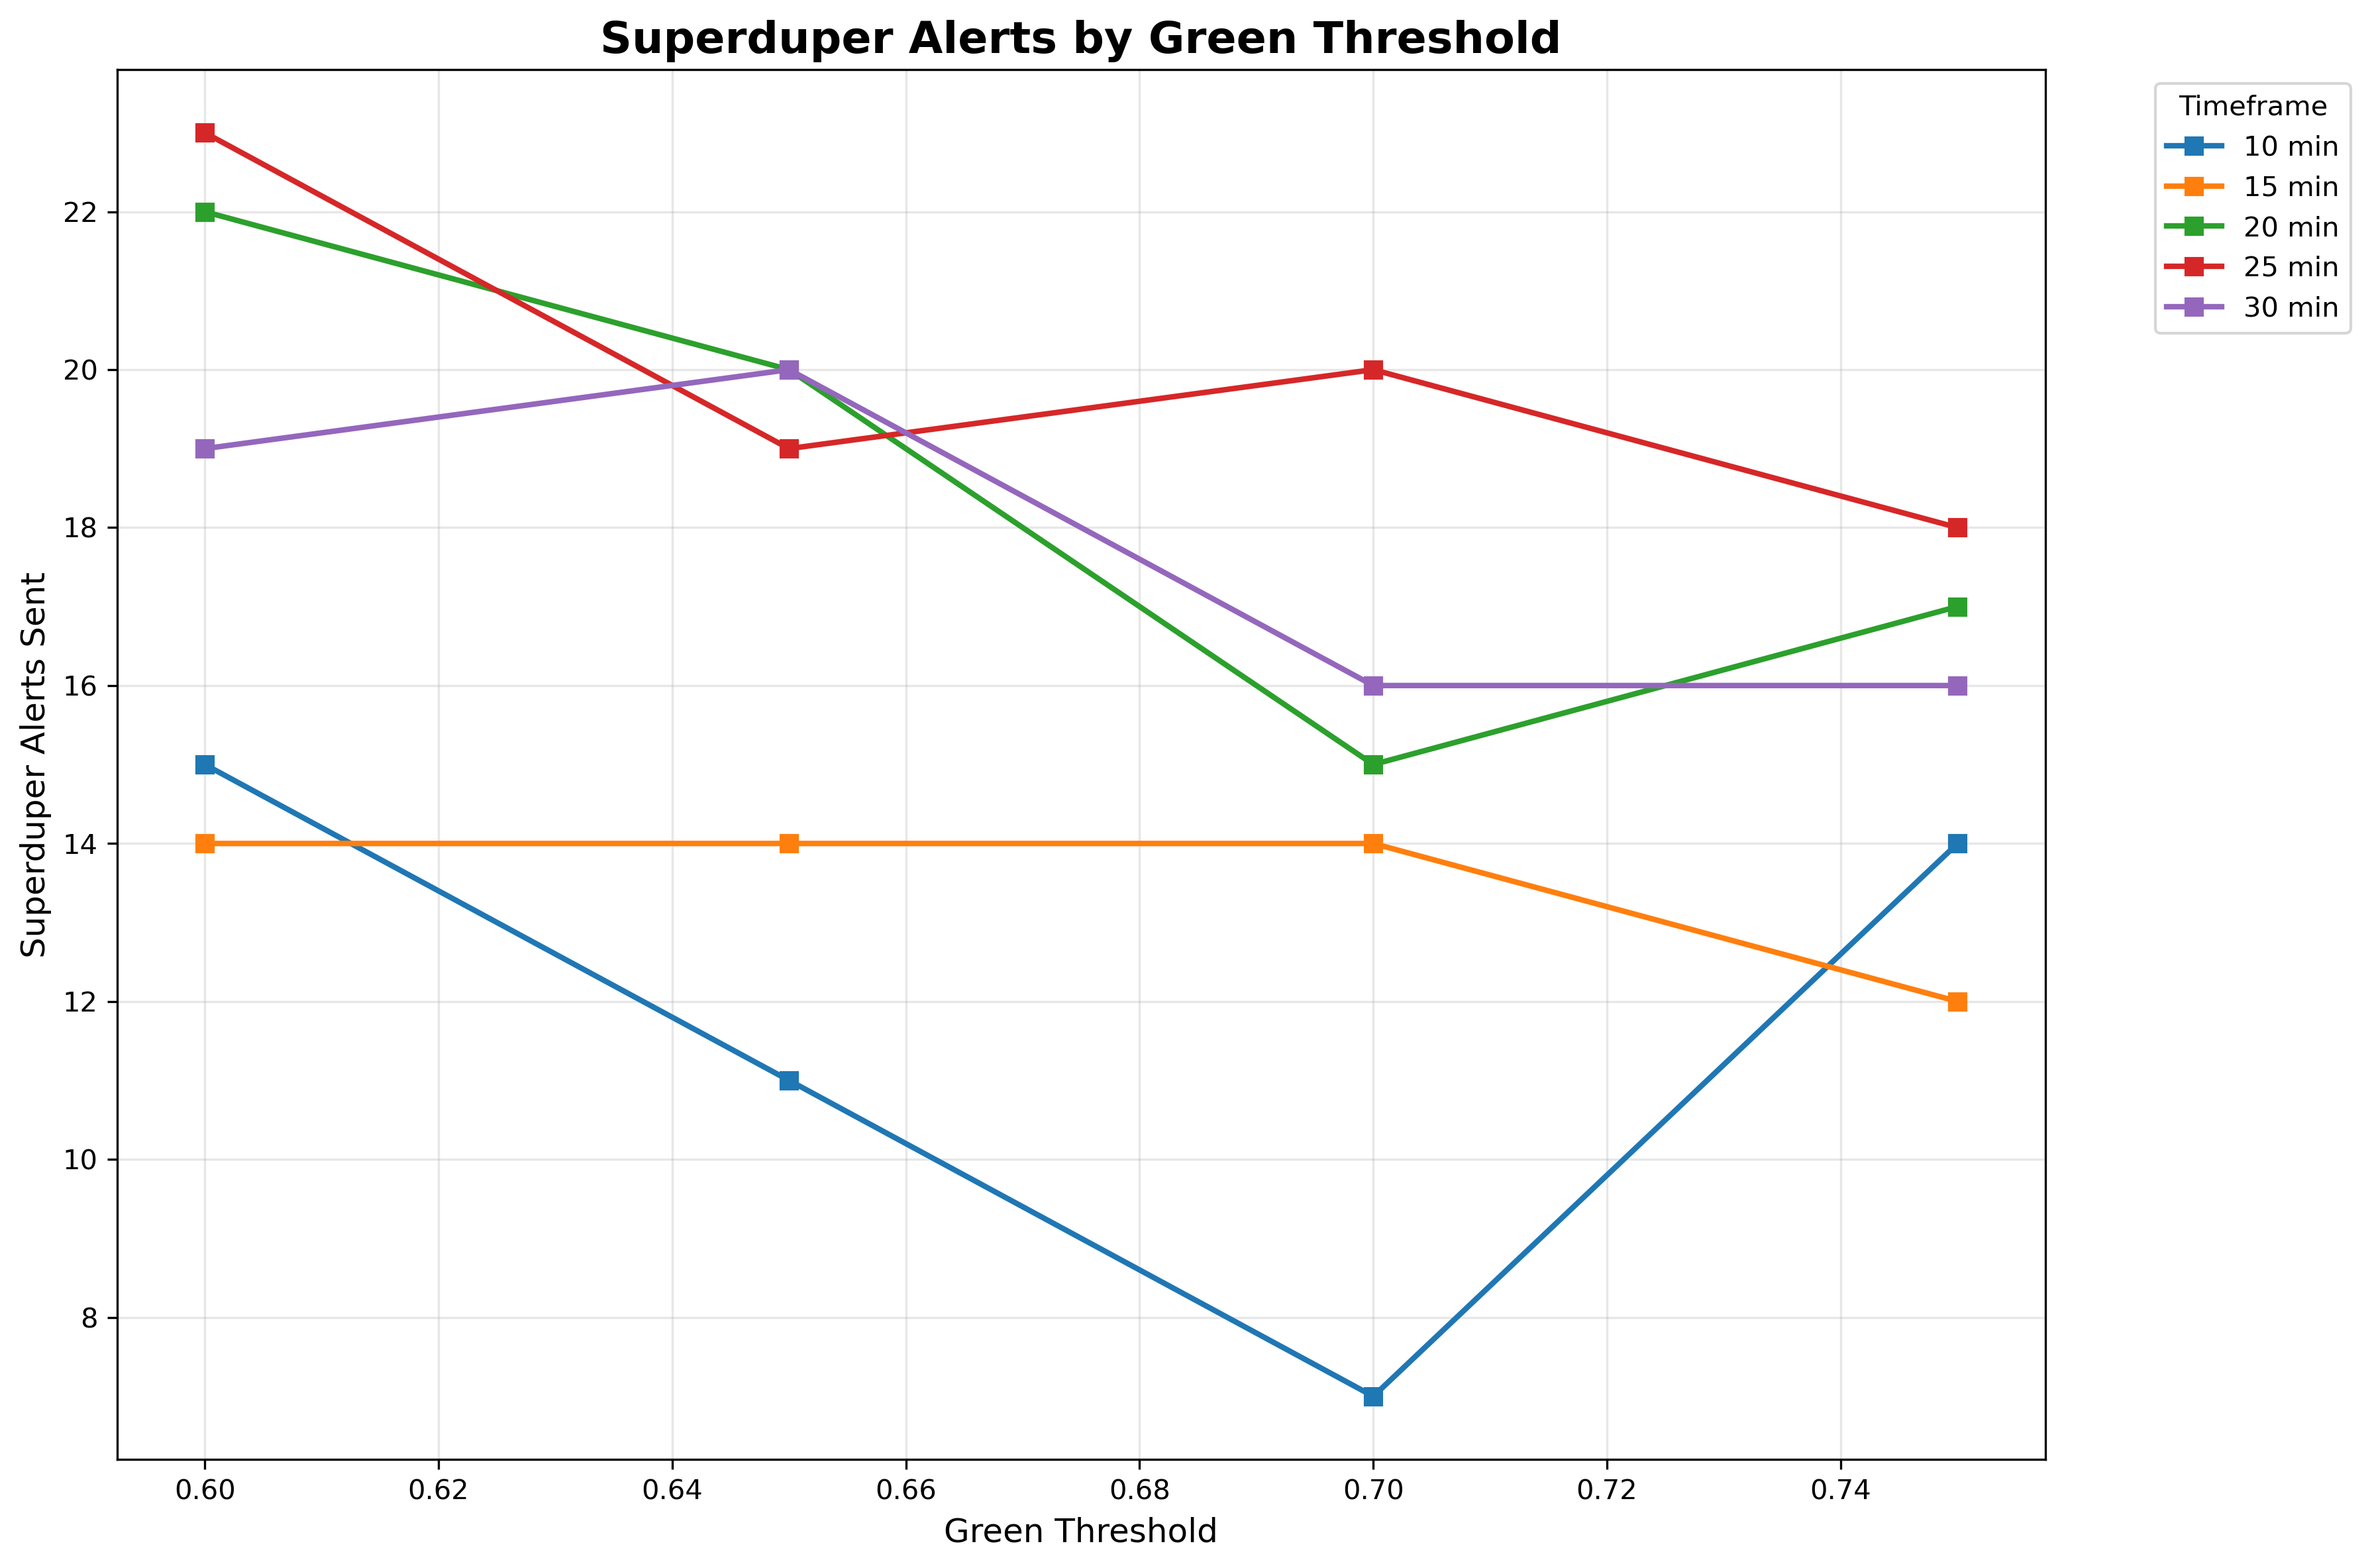 Superduper Alerts by Green Threshold
Timeframe
10 min
15 min
20 min
25 min
30 min
Superduper Alerts Sent
22
20
18
16
14
12
10
8
0.60 0.62 0.64 0.66 0.68 0.70 0.72 0.74
Green Threshold